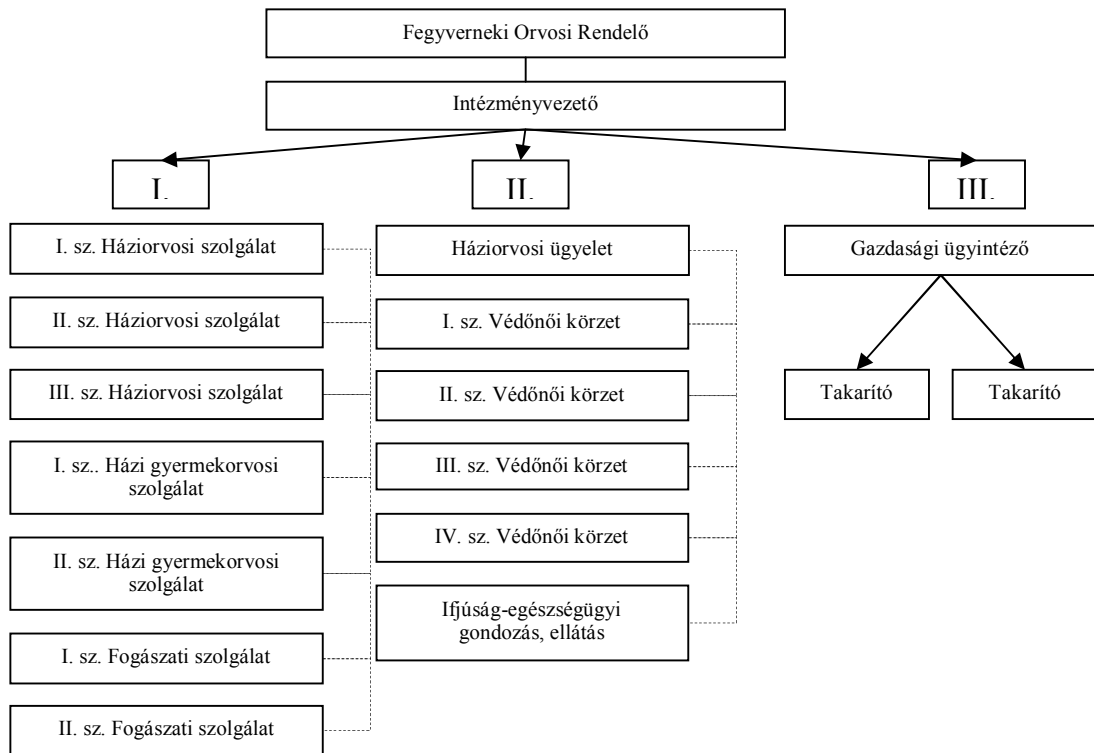 Fegyverneki Orvosi Rendelő
Intézményvezető
I.
II.
III.
I. sz. Háziorvosi szolgálat
II. sz. Háziorvosi szolgálat
III. sz. Háziorvosi szolgálat
I. sz.. Házi gyermekorvosi
szolgálat
II. sz. Házi gyermekorvosi
szolgálat
I. sz. Fogászati szolgálat
II. sz. Fogászati szolgálat
Háziorvosi ügyelet
I. sz. Védőnői körzet
II. sz. Védőnői körzet
III. sz. Védőnői körzet
IV. sz. Védőnői körzet
Ifjúság-egészségügyi
gondozás, ellátás
Gazdasági ügyintéző
Takarító
Takarító